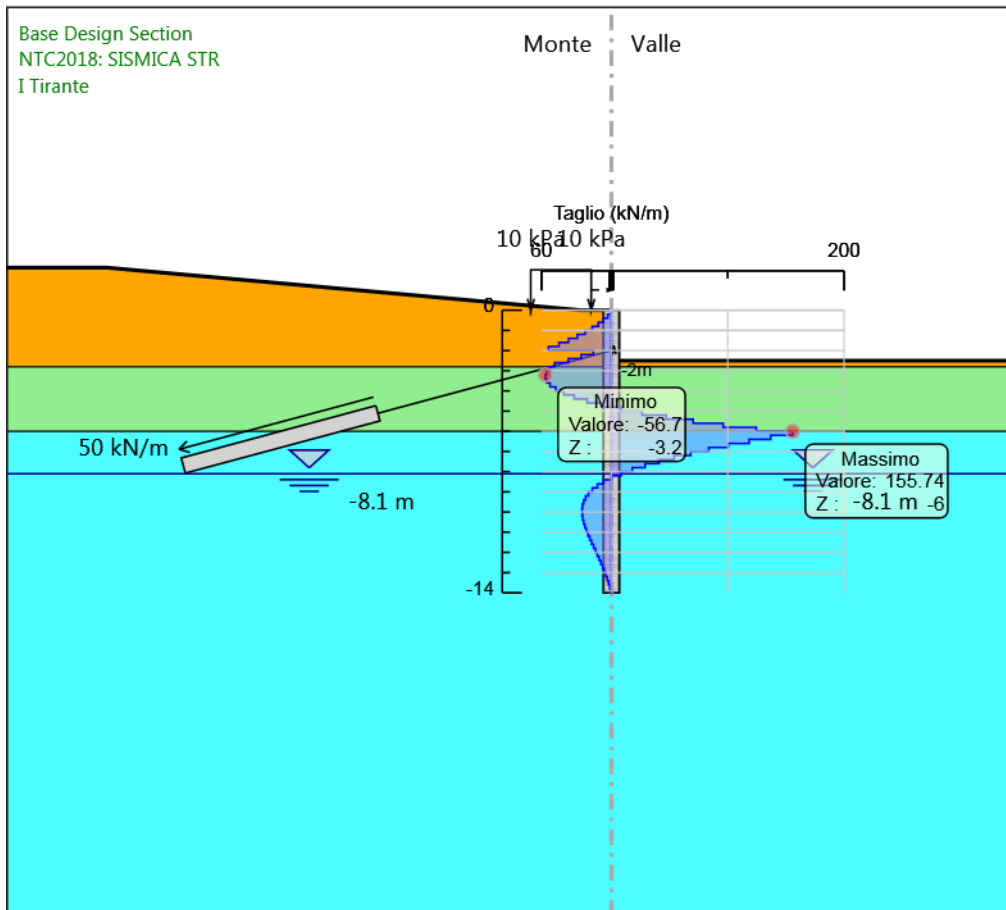 Base Design Section
NTC2018: SISMICA STR
I Tirante
Monte
Valle
Taglio (kN/m)
10 kPa
10 kPa
60
200
0
-2m
Minimo
Valore: -56.7
Z : -3.2
50 kN/m
-8.1 m
Massimo
Valore: 155.74
Z : -6
-8.1 m
-14